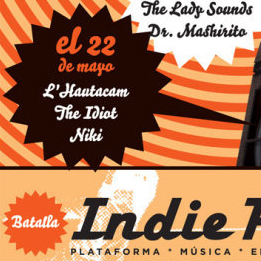 The Lady Sounds
Dr. Mashirito
el 22
de mayo
L'Hautacam
The Idiot
Niki
Batalla
Indie
PLATAFORMA * MÚSICA *